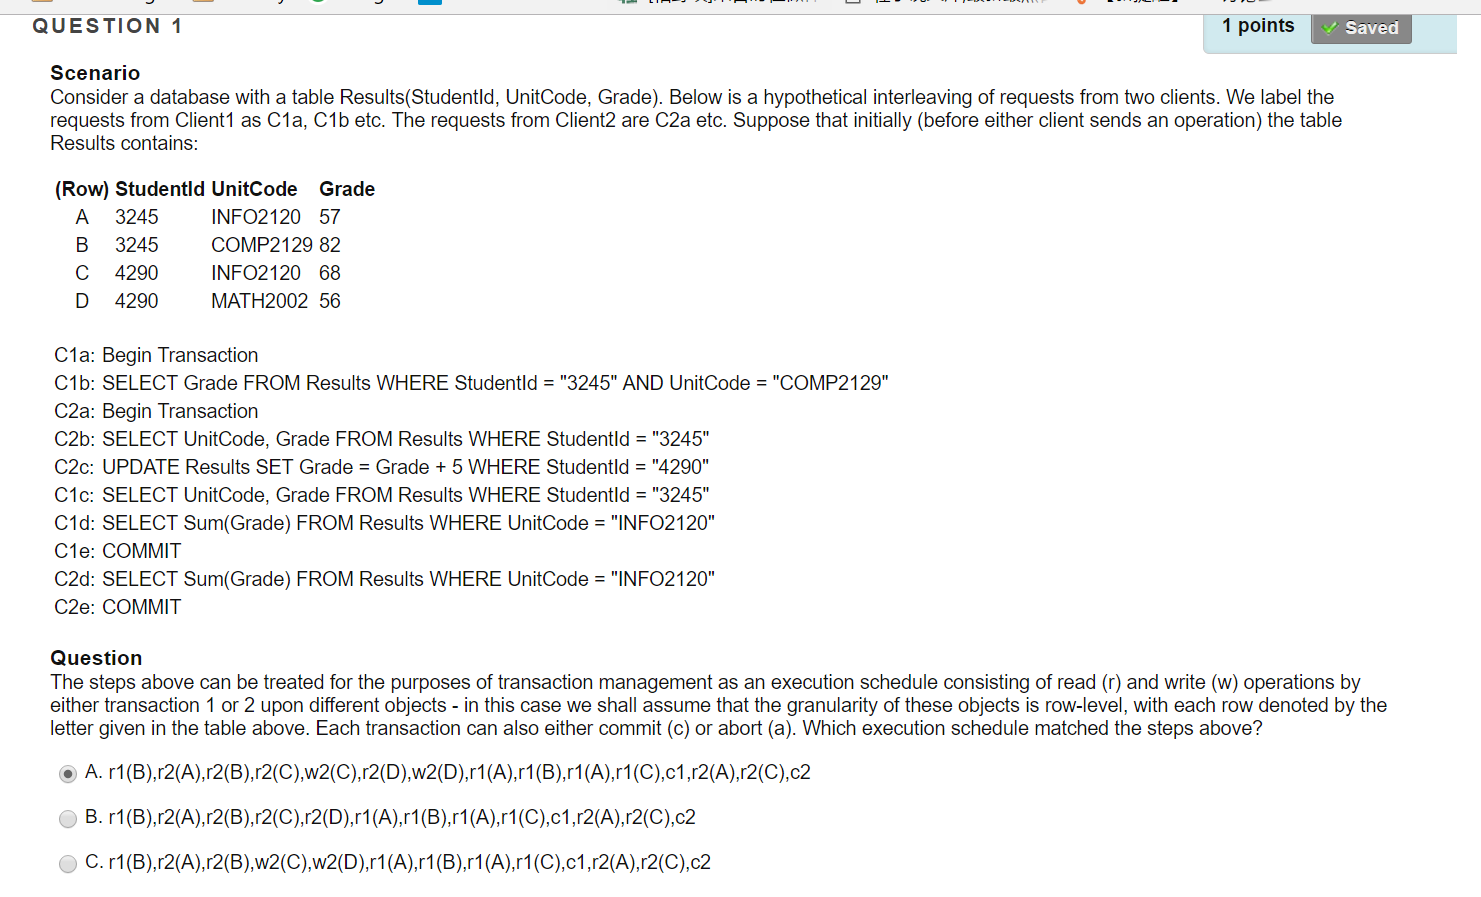 QUESTION 1
1 points
Saved
Scenario
Consider a database with a table Results(StudentId, UnitCode, Grade). Below is a hypothetical interleaving of requests from two clients. We label the
requests from Client1 as C1a, C1b etc. The requests from Client2 are C2a etc. Suppose that initially (before either client sends an operation) the table
Results contains:
(Row) StudentId UnitCode Grade
A 3245 INFO2120 57
B 3245 COMP2129 82
C 4290 INFO2120 68
D 4290 MATH2002 56
C1a: Begin Transaction
C1b: SELECT Grade FROM Results WHERE StudentId = "3245" AND UnitCode = "COMP2129"
C2a: Begin Transaction
C2b: SELECT UnitCode, Grade FROM Results WHERE StudentId = "3245"
C2c: UPDATE Results SET Grade = Grade + 5 WHERE StudentId = "4290"
C1c: SELECT UnitCode, Grade FROM Results WHERE StudentId = "3245"
C1d: SELECT Sum(Grade) FROM Results WHERE UnitCode = "INFO2120"
C1e: COMMIT
C2d: SELECT Sum(Grade) FROM Results WHERE UnitCode = "INFO2120"
C2e: COMMIT
Question
The steps above can be treated for the purposes of transaction management as an execution schedule consisting of read (r) and write (w) operations by
either transaction 1 or 2 upon different objects - in this case we shall assume that the granularity of these objects is row-level, with each row denoted by the
letter given in the table above. Each transaction can also either commit (c) or abort (a). Which execution schedule matched the steps above?
A. r1(B),r2(A),r2(B),r2(C),w2(C),r2(D),w2(D),r1(A),r1(B),r1(A),r1(C),c1,r2(A),r2(C),c2
B. r1(B),r2(A),r2(B),r2(C),r2(D),r1(A),r1(B),r1(A),r1(C),c1,r2(A),r2(C),c2
C. r1(B),r2(A),r2(B),w2(C),w2(D),r1(A),r1(B),r1(A),r1(C),c1,r2(A),r2(C),c2